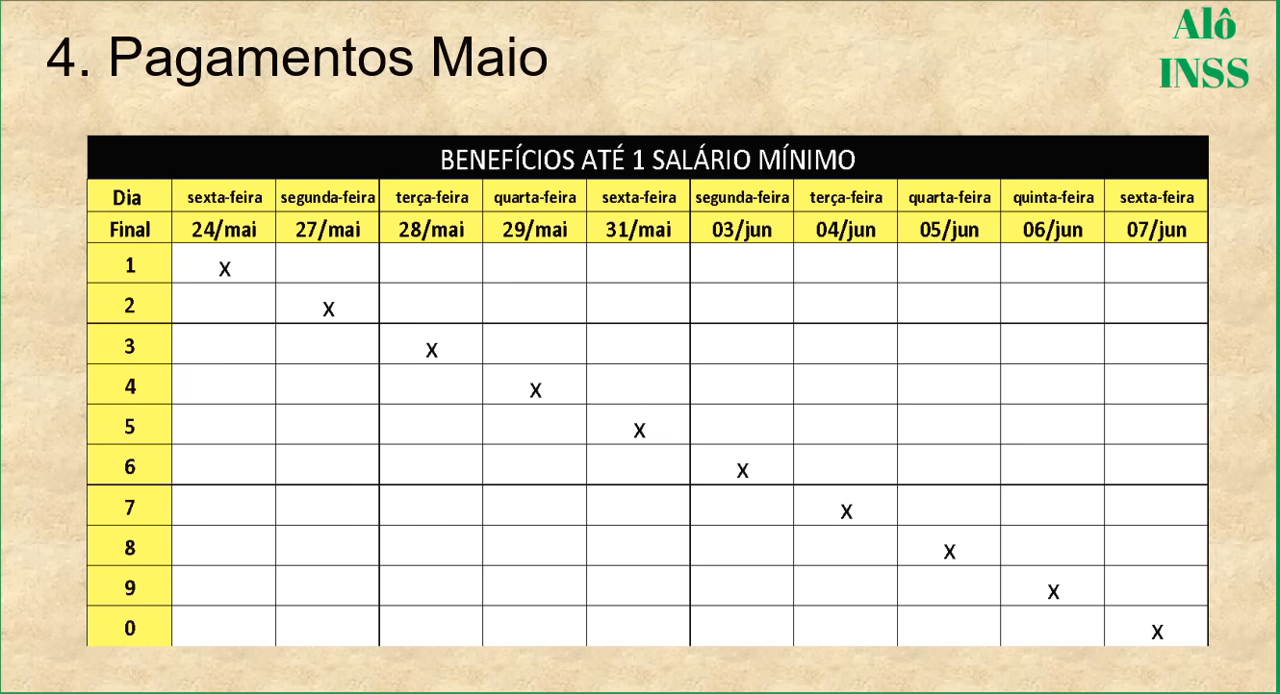 4. Pagamentos Maio
Alô
INSS
BENEFÍCIOS ATÉ 1 SALÁRIO MÍNIMO
Dia sexta-feira segunda-feira terça-feira quarta-feira sexta-feira segunda-feira terça-feira quarta-feira quinta-feira sexta-feira
Final 24/mai 27/mai 28/mai 29/mai 31/mai 03/jun 04/jun 05/jun 06/jun 07/jun
1 X
2 X
3 X
4 X
5 X
6 X
7 X
8 X
9 X
0 X